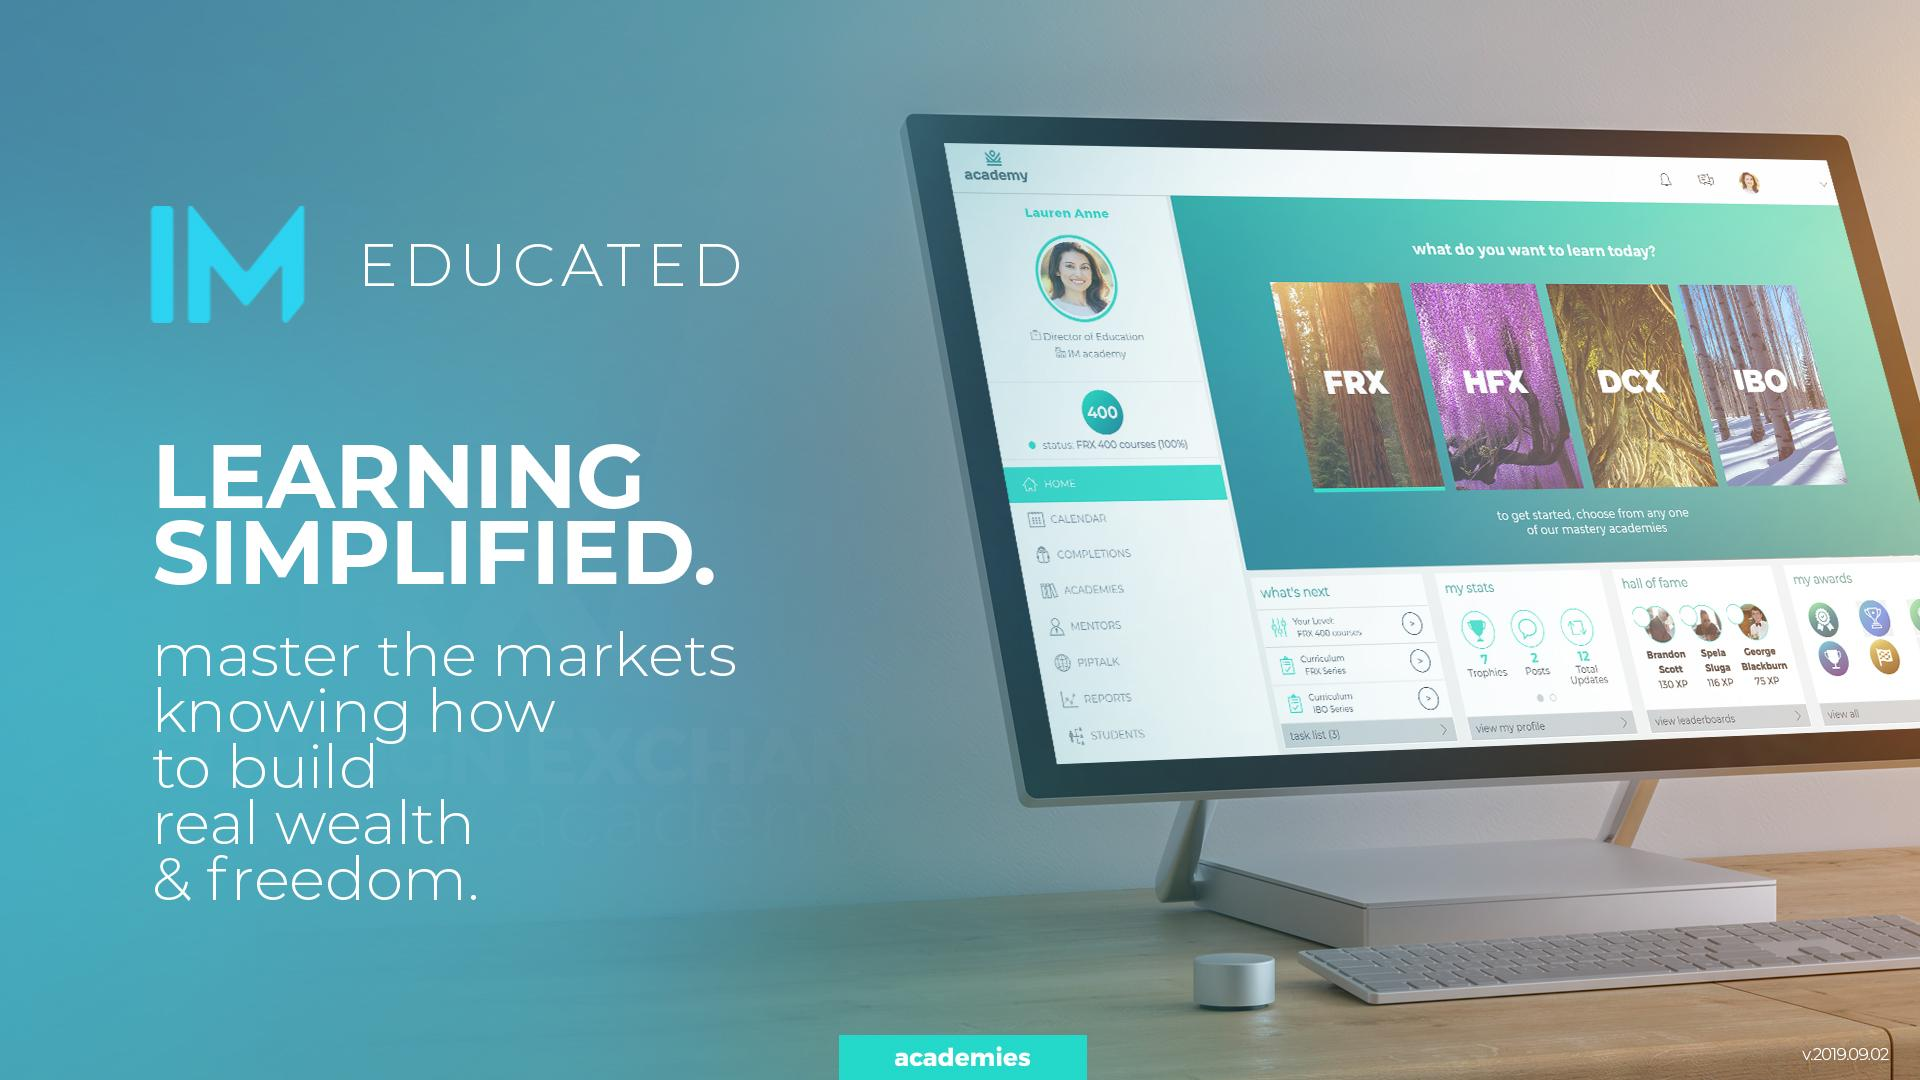 IM EDUCATED
LEARNING
SIMPLIFIED.
master the markets
knowing how
to build
real wealth
& freedom.
academy
Lauren Anne
Director of Education
IM academy
400
status: FRX 400 courses (100%)
HOME
CALENDAR
COMPLETIONS
ACADEMIES
MENTORS
PIPTALK
REPORTS
STUDENTS
what do you want to learn today?
FRX HFX DCX IBO
to get started, choose from any one
of our mastery academies
what's next
Your Level:
FRX 400 courses
>
Curriculum
FRX Series
>
Curriculum
IBO Series
>
task list (3)
my stats
7 2 12
Trophies Posts Total
Updates
view my profile
hall of fame
Brandon Spela George
Scott Sluga Blackburn
130 XP 116 XP 75 XP
view leaderboards
my awards
view all
GN EXCHAN
academ
academies
v.2019.09.02